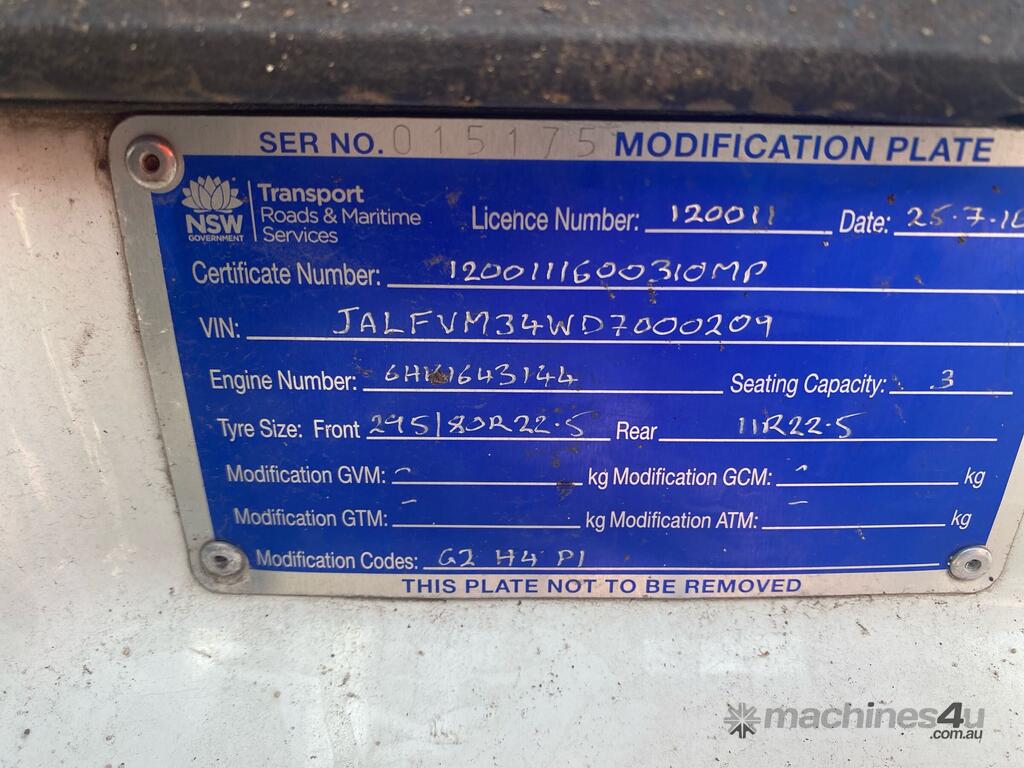 SER NO. 015175 MODIFICATION PLATE
NSW
GOVERNMENT
Transport
Roads & Maritime
Services
Licence Number: 120011 Date: 25.7.16
Certificate Number: 1200111600310MP
VIN: JALFVM34WD7000209
Engine Number: 6HK1643144 Seating Capacity: 3
Tyre Size: Front 295/80R22.5 Rear 11R22.5
Modification GVM: - kg Modification GCM: - kg
Modification GTM: - kg Modification ATM: - kg
Modification Codes: G2 H4 P1
THIS PLATE NOT TO BE REMOVED
machines4u
.com.au